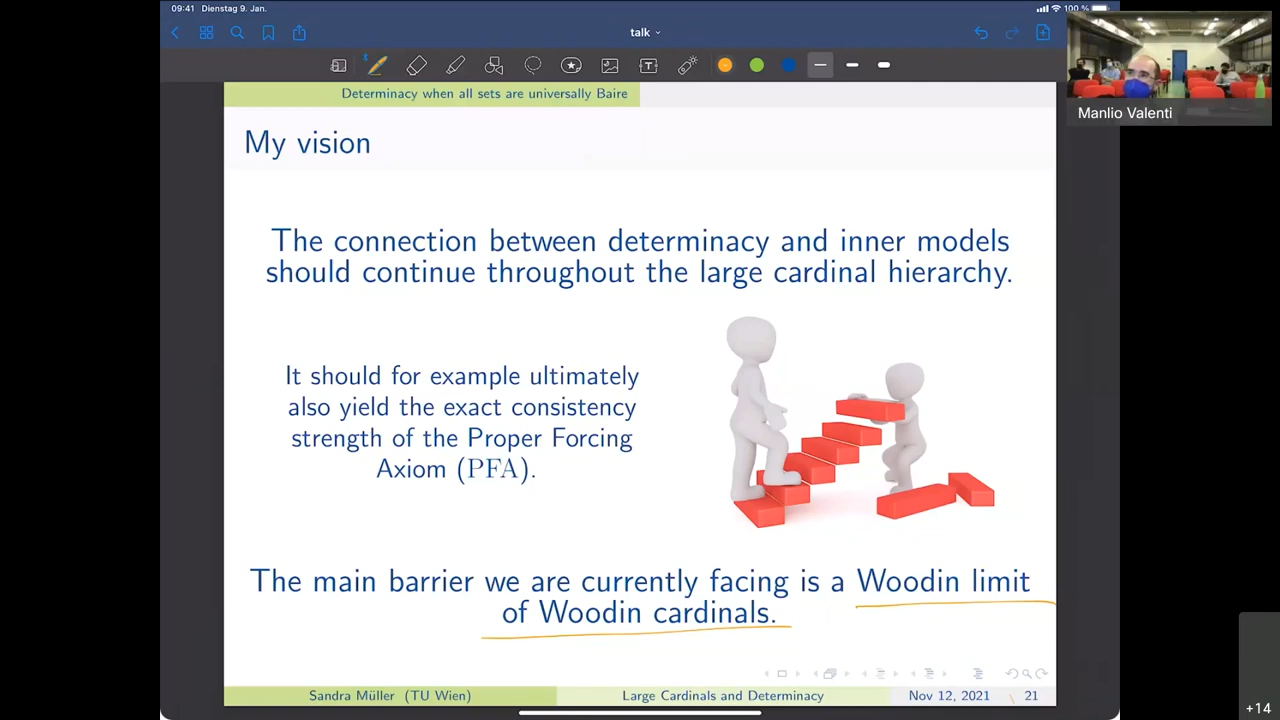 09:41 Dienstag 9. Jan.
100 %
talk
Determinacy when all sets are universally Baire
Manlio Valenti
My vision
The connection between determinacy and inner models
should continue throughout the large cardinal hierarchy.
It should for example ultimately
also yield the exact consistency
strength of the Proper Forcing
Axiom (PFA).
The main barrier we are currently facing is a Woodin limit
of Woodin cardinals.
Sandra Müller (TU Wien)
Large Cardinals and Determinacy
Nov 12, 2021
21
+14